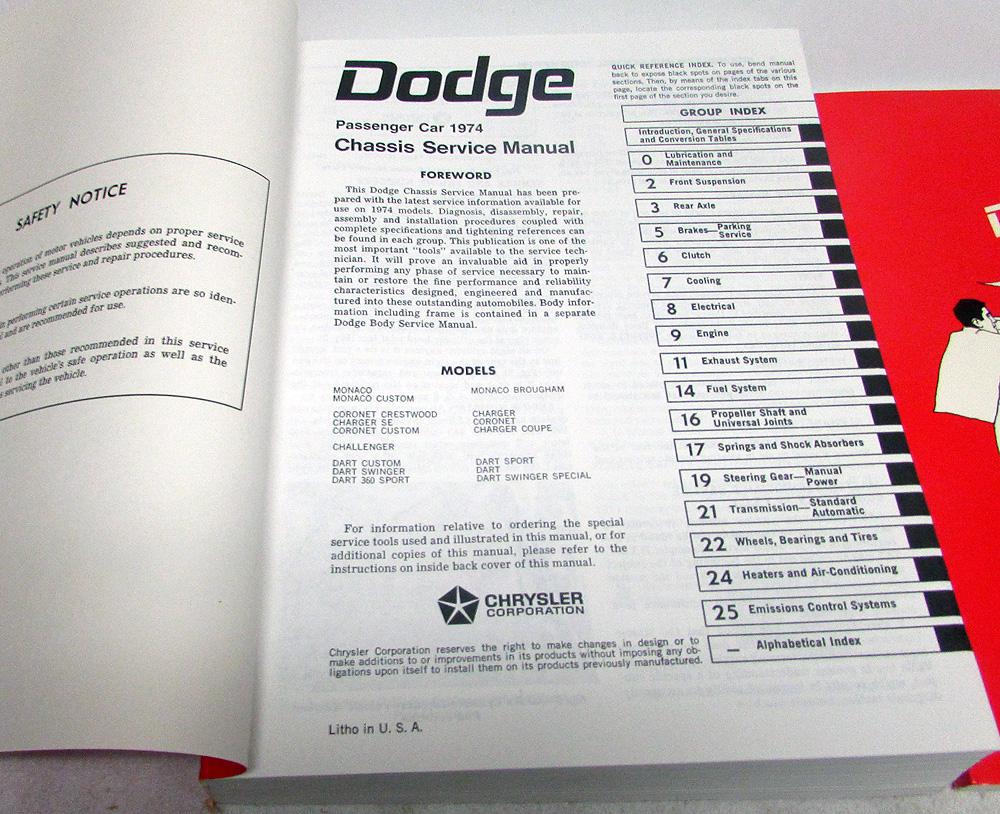 SAFETY NOTICE
operation of motor vehicles depends on proper service
. This service manual describes suggested and recom-
performing these service and repair procedures.
in performing certain service operations are so iden-
and are recommended for use.
other than those recommended in this service
to the vehicle's safe operation as well as the
servicing the vehicle.
Dodge
Passenger Car 1974
Chassis Service Manual
FOREWORD
This Dodge Chassis Service Manual has been pre-
pared with the latest service information available for
use on 1974 models. Diagnosis, disassembly, repair,
assembly and installation procedures coupled with
complete specifications and tightening references can
be found in each group. This publication is one of the
most important "tools" available to the service tech-
nician. It will prove an invaluable aid in properly
performing any phase of service necessary to main-
tain or restore the fine performance and reliability
characteristics designed, engineered and manufac-
tured into these outstanding automobiles. Body infor-
mation including frame is contained in a separate
Dodge Body Service Manual.
MODELS
MONACO MONACO BROUGHAM
MONACO CUSTOM
CORONET CRESTWOOD CHARGER
CHARGER SE CORONET
CORONET CUSTOM CHARGER COUPE
CHALLENGER
DART CUSTOM DART SPORT
DART SWINGER DART
DART 360 SPORT DART SWINGER SPECIAL
For information relative to ordering the special
service tools used and illustrated in this manual, or for
additional copies of this manual, please refer to the
instructions on inside back cover of this manual.
CHRYSLER
CORPORATION
Chrysler Corporation reserves the right to make changes in design or to
make additions to or improvements in its products without imposing any ob-
ligations upon itself to install them on its products previously manufactured.
Litho in U. S. A.
QUICK REFERENCE INDEX. To use, bend manual
back to expose black spots on pages of the various
sections. Then, by means of the index tabs on this
page, locate the corresponding black spots on the
first page of the section you desire.
GROUP INDEX
Introduction, General Specifications
and Conversion Tables
0 Lubrication and
Maintenance
2 Front Suspension
3 Rear Axle
5 Brakes—Parking
Service
6 Clutch
7 Cooling
8 Electrical
9 Engine
11 Exhaust System
14 Fuel System
16 Propeller Shaft and
Universal Joints
17 Springs and Shock Absorbers
19 Steering Gear—Manual
Power
21 Transmission—Standard
Automatic
22 Wheels, Bearings and Tires
24 Heaters and Air-Conditioning
25 Emissions Control Systems
— Alphabetical Index